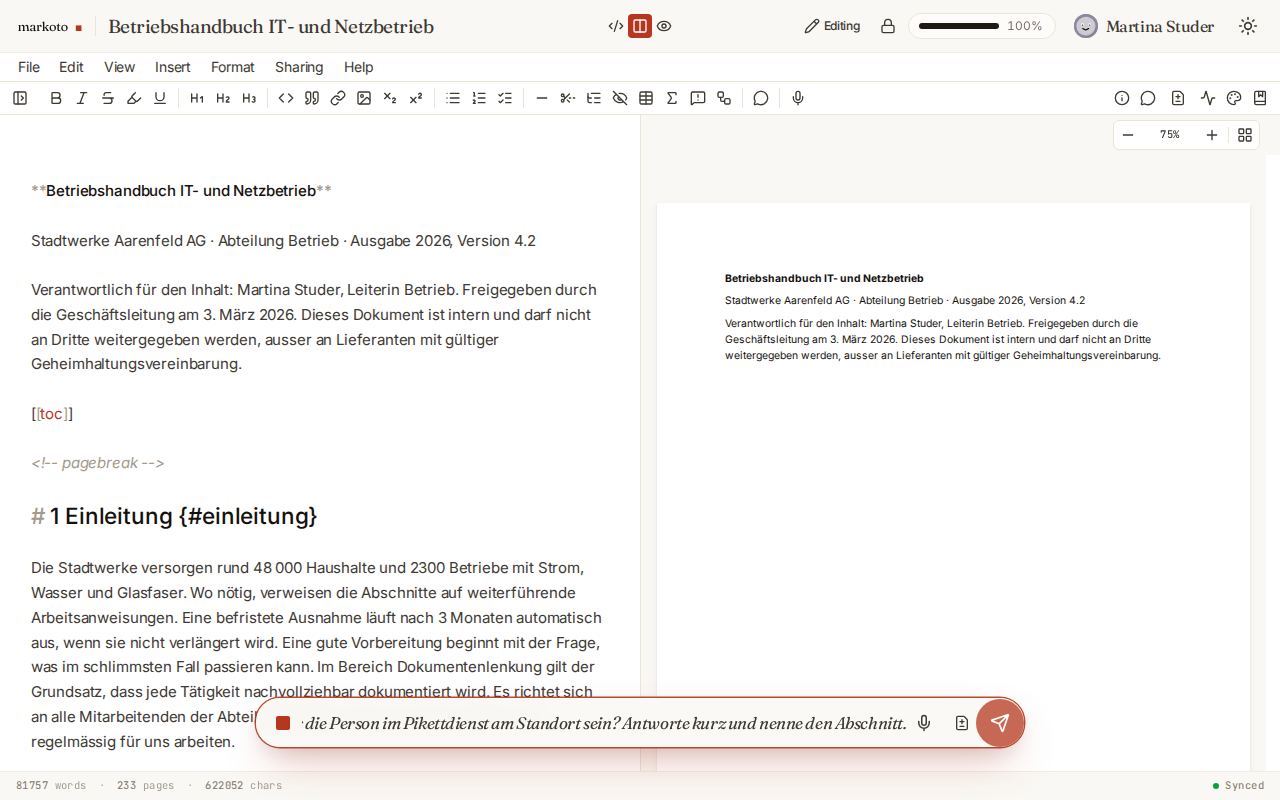 markoto
Betriebshandbuch IT- und Netzbetrieb
Editing
100%
Martina Studer
File Edit View Insert Format Sharing Help
H1 H2 H3
75%
**Betriebshandbuch IT- und Netzbetrieb**
Stadtwerke Aarenfeld AG · Abteilung Betrieb · Ausgabe 2026, Version 4.2
Verantwortlich für den Inhalt: Martina Studer, Leiterin Betrieb. Freigegeben durch
die Geschäftsleitung am 3. März 2026. Dieses Dokument ist intern und darf nicht
an Dritte weitergegeben werden, ausser an Lieferanten mit gültiger
Geheimhaltungsvereinbarung.
[[toc]]
<!-- pagebreak -->
# 1 Einleitung {#einleitung}
Die Stadtwerke versorgen rund 48 000 Haushalte und 2300 Betriebe mit Strom,
Wasser und Glasfaser. Wo nötig, verweisen die Abschnitte auf weiterführende
Arbeitsanweisungen. Eine befristete Ausnahme läuft nach 3 Monaten automatisch
aus, wenn sie nicht verlängert wird. Eine gute Vorbereitung beginnt mit der Frage,
was im schlimmsten Fall passieren kann. Im Bereich Dokumentenlenkung gilt der
Grundsatz, dass jede Tätigkeit nachvollziehbar dokumentiert wird. Es richtet sich
an alle Mitarbeitenden der Abteil
regelmässig für uns arbeiten.
Betriebshandbuch IT- und Netzbetrieb
Stadtwerke Aarenfeld AG · Abteilung Betrieb · Ausgabe 2026, Version 4.2
Verantwortlich für den Inhalt: Martina Studer, Leiterin Betrieb. Freigegeben durch die
Geschäftsleitung am 3. März 2026. Dieses Dokument ist intern und darf nicht an Dritte
weitergegeben werden, ausser an Lieferanten mit gültiger Geheimhaltungsvereinbarung.
die Person im Pikettdienst am Standort sein? Antworte kurz und nenne den Abschnitt.
81757 words · 233 pages · 622052 chars
Synced